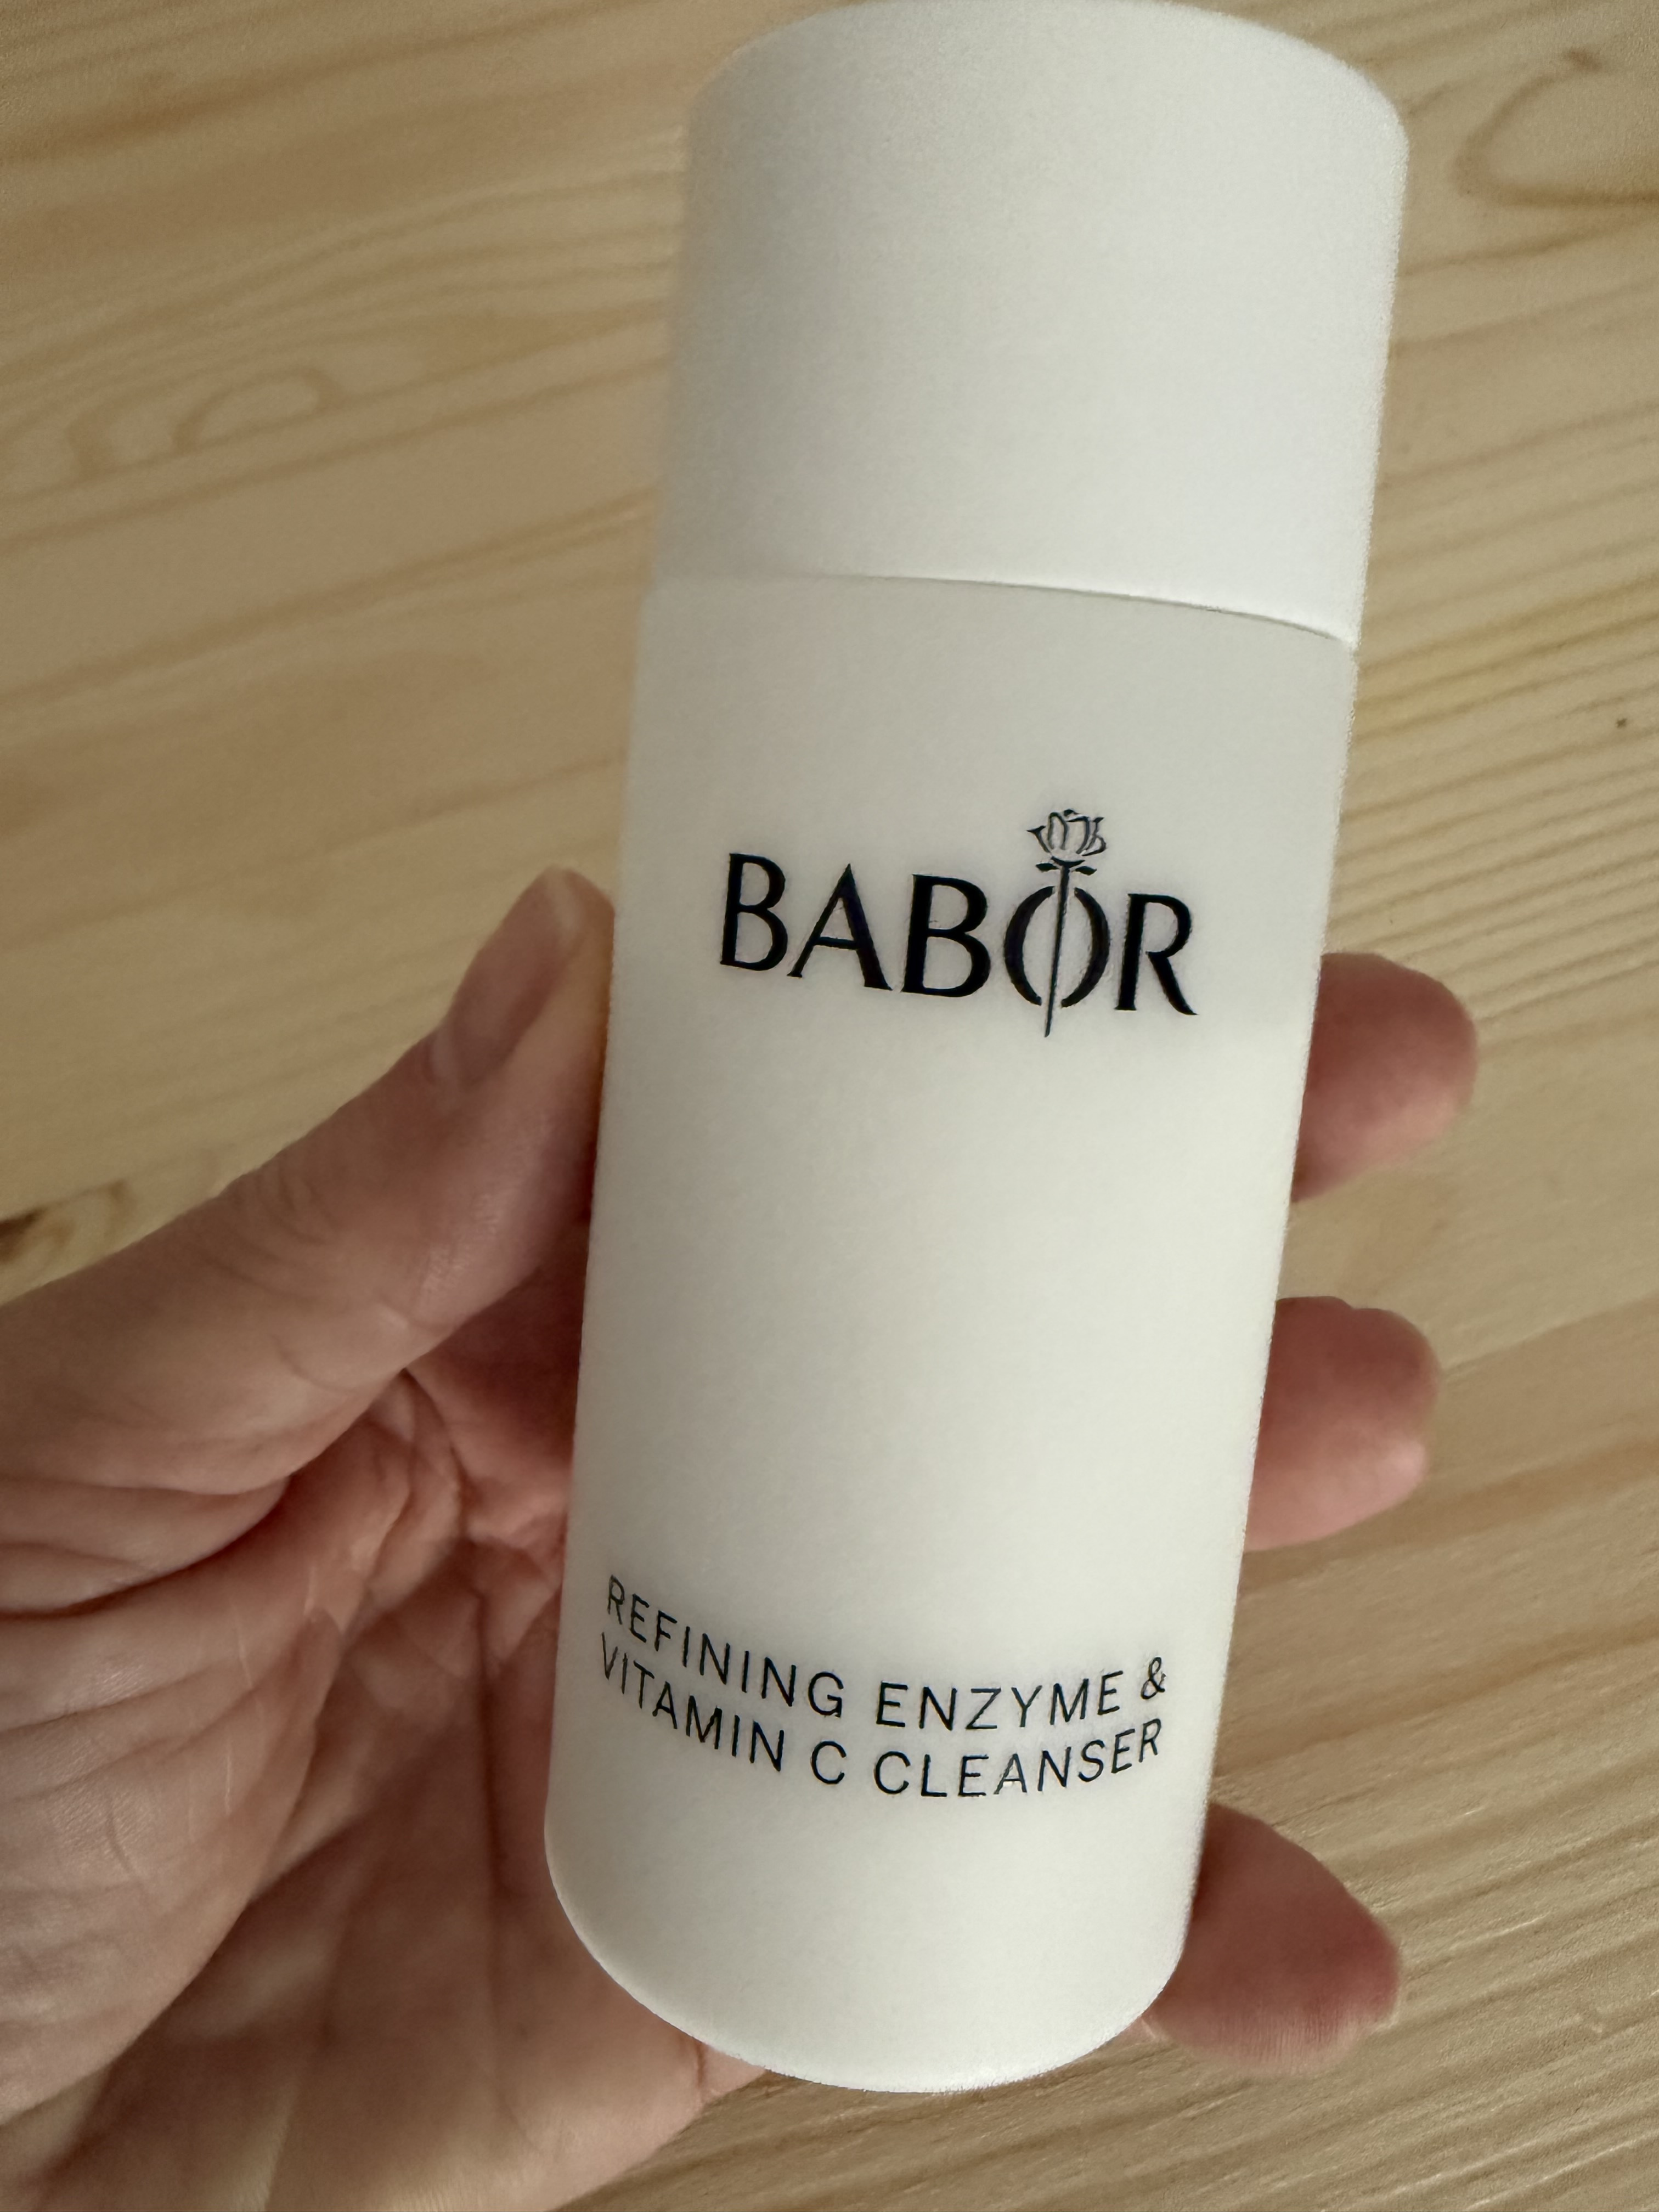 BABOR
REFINING ENZYME &
VITAMIN C CLEANSER